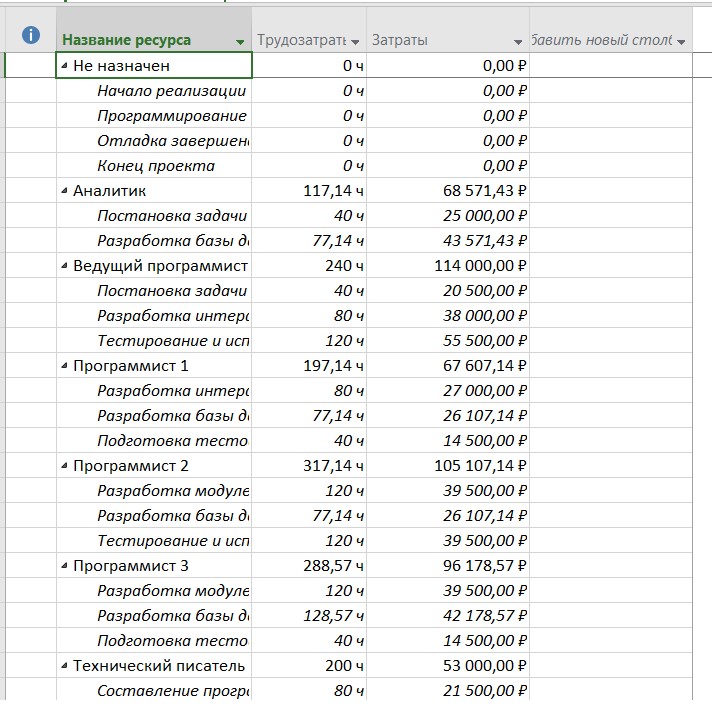 Название ресурса Трудозатраты Затраты бавить новый столб
Не назначен 0 ч 0,00 ₽
Начало реализации 0 ч 0,00 ₽
Программирование 0 ч 0,00 ₽
Отладка завершен 0 ч 0,00 ₽
Конец проекта 0 ч 0,00 ₽
Аналитик 117,14 ч 68 571,43 ₽
Постановка задачи 40 ч 25 000,00 ₽
Разработка базы д 77,14 ч 43 571,43 ₽
Ведущий программист 240 ч 114 000,00 ₽
Постановка задачи 40 ч 20 500,00 ₽
Разработка интер 80 ч 38 000,00 ₽
Тестирование и исп 120 ч 55 500,00 ₽
Программист 1 197,14 ч 67 607,14 ₽
Разработка интер 80 ч 27 000,00 ₽
Разработка базы д 77,14 ч 26 107,14 ₽
Подготовка тесто 40 ч 14 500,00 ₽
Программист 2 317,14 ч 105 107,14 ₽
Разработка модуле 120 ч 39 500,00 ₽
Разработка базы д 77,14 ч 26 107,14 ₽
Тестирование и исп 120 ч 39 500,00 ₽
Программист 3 288,57 ч 96 178,57 ₽
Разработка модуле 120 ч 39 500,00 ₽
Разработка базы д 128,57 ч 42 178,57 ₽
Подготовка тесто 40 ч 14 500,00 ₽
Технический писатель 200 ч 53 000,00 ₽
Составление прогр 80 ч 21 500,00 ₽